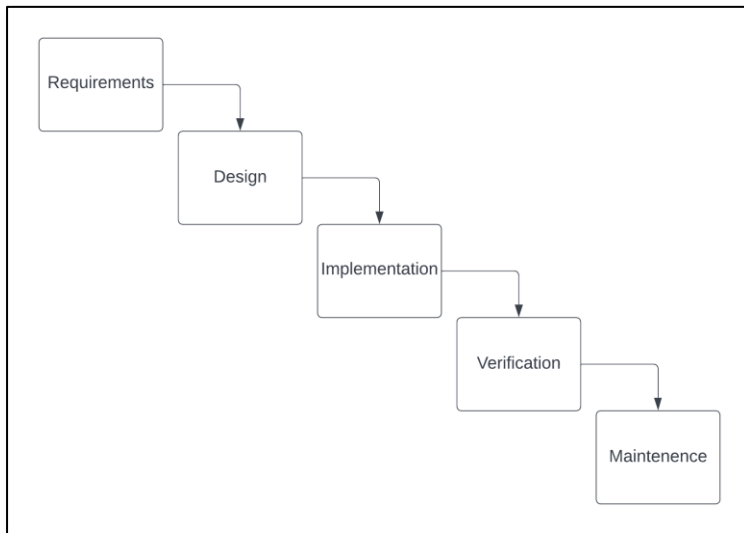 Requirements
Design
Implementation
Verification
Maintenence